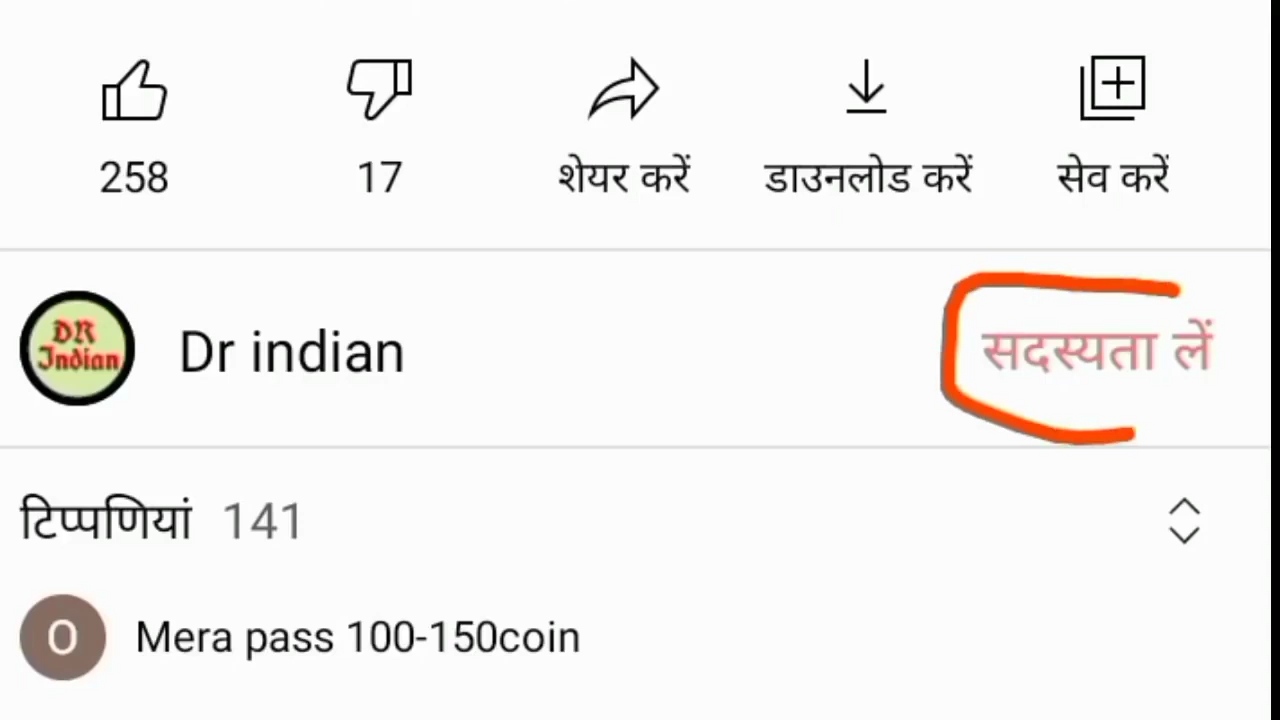 258
17
शेयर करें
डाउनलोड करें
सेव करें
DR
Indian
Dr indian
सदस्यता लें
टिप्पणियां 141
O
Mera pass 100-150coin